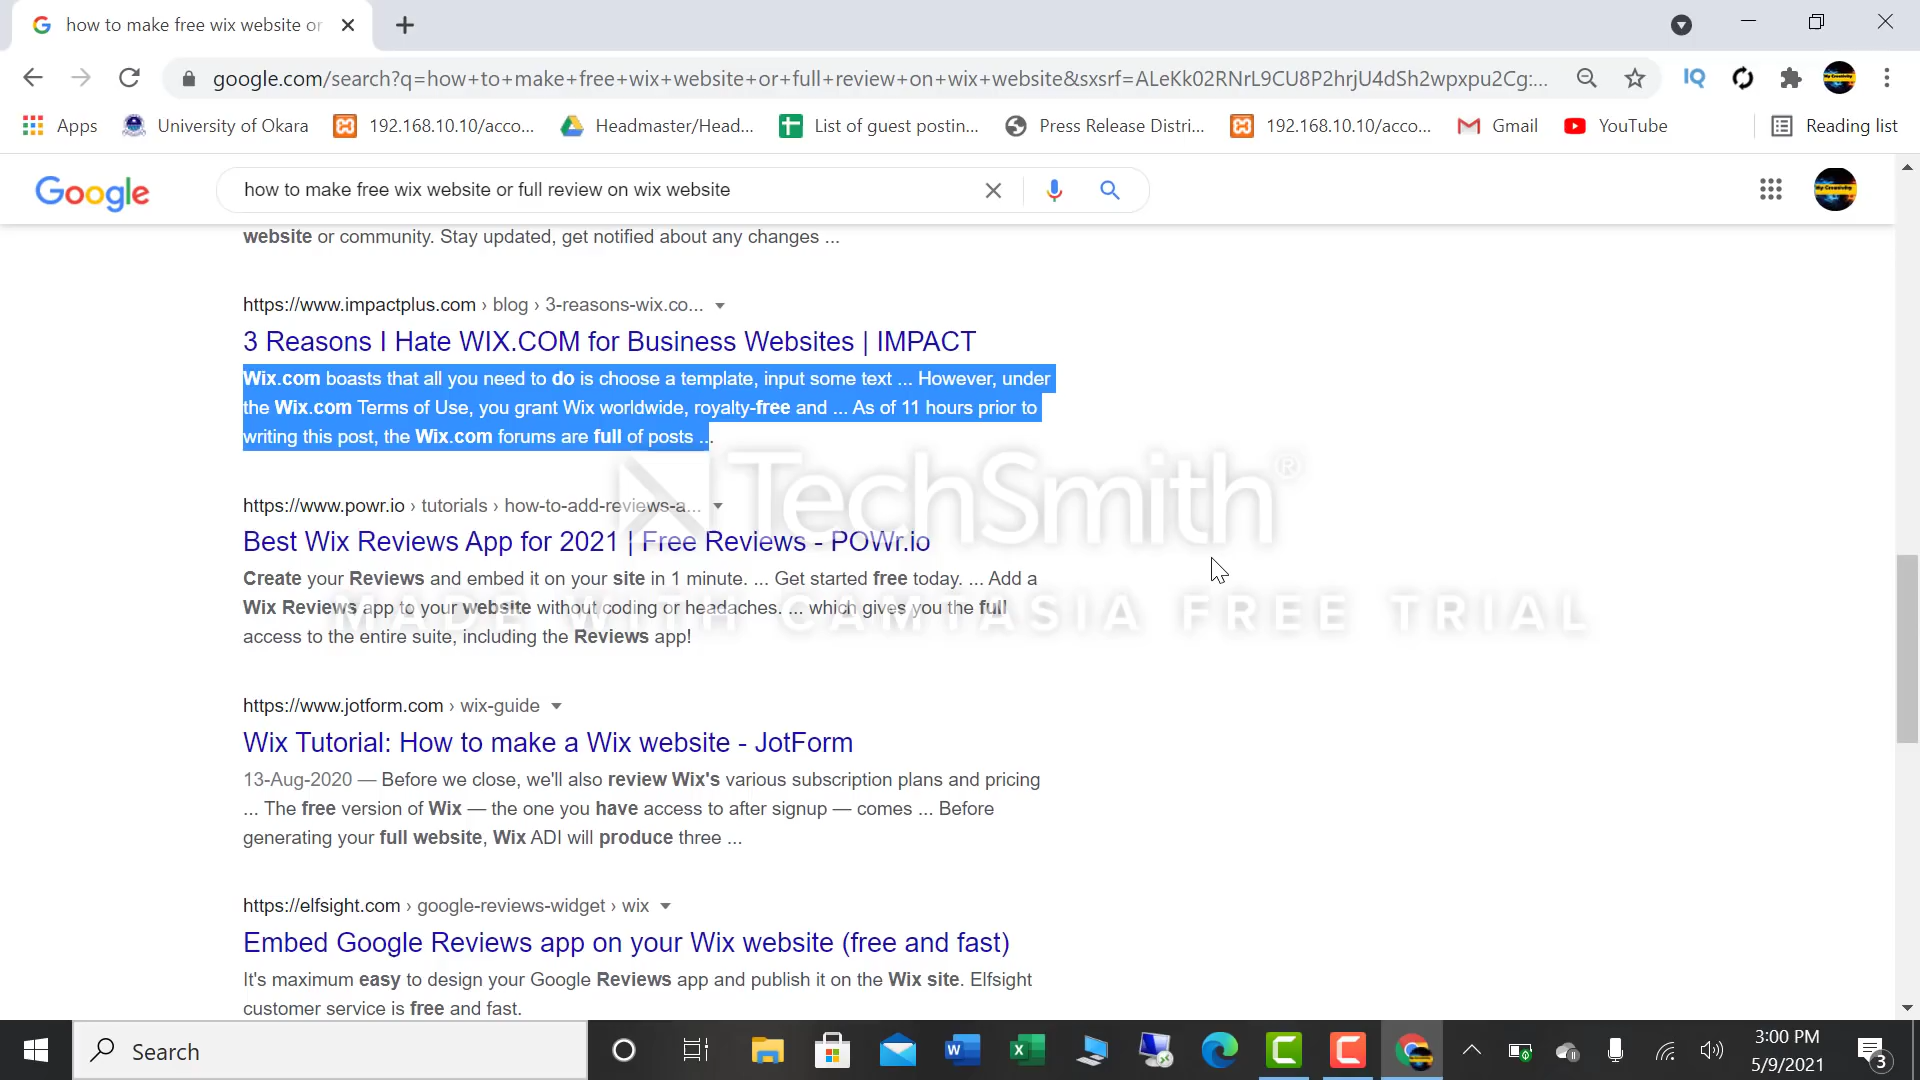 how to make free wix website or
google.com/search?q=how+to+make+free+wix+website+or+full+review+on+wix+website&sxsrf=ALeKk02RNrL9CU8P2hrjU4dSh2wpxpu2Cg:...
Apps University of Okara 192.168.10.10/acco... Headmaster/Head... List of guest postin... Press Release Distri... 192.168.10.10/acco... Gmail YouTube Reading list
Google how to make free wix website or full review on wix website
website or community. Stay updated, get notified about any changes ...
https://www.impactplus.com › blog › 3-reasons-wix.co...
3 Reasons I Hate WIX.COM for Business Websites | IMPACT
Wix.com boasts that all you need to do is choose a template, input some text ... However, under
the Wix.com Terms of Use, you grant Wix worldwide, royalty-free and ... As of 11 hours prior to
writing this post, the Wix.com forums are full of posts ...
TechSmith®
https://www.powr.io › tutorials › how-to-add-reviews-a...
Best Wix Reviews App for 2021 | Free Reviews - POWr.io
Create your Reviews and embed it on your site in 1 minute. ... Get started free today. ... Add a
Wix Reviews app to your website without coding or headaches. ... which gives you the full
MADE WITH CAMTASIA FREE TRIAL
access to the entire suite, including the Reviews app!
https://www.jotform.com › wix-guide
Wix Tutorial: How to make a Wix website - JotForm
13-Aug-2020 — Before we close, we'll also review Wix's various subscription plans and pricing
... The free version of Wix — the one you have access to after signup — comes ... Before
generating your full website, Wix ADI will produce three ...
https://elfsight.com › google-reviews-widget › wix
Embed Google Reviews app on your Wix website (free and fast)
It's maximum easy to design your Google Reviews app and publish it on the Wix site. Elfsight
customer service is free and fast.
Search
3:00 PM
5/9/2021
3